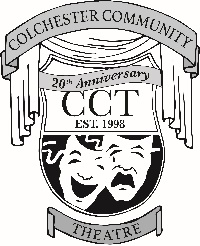 COLCHESTER COMMUNITY
20th Anniversary
CCT
EST. 1998
THEATRE